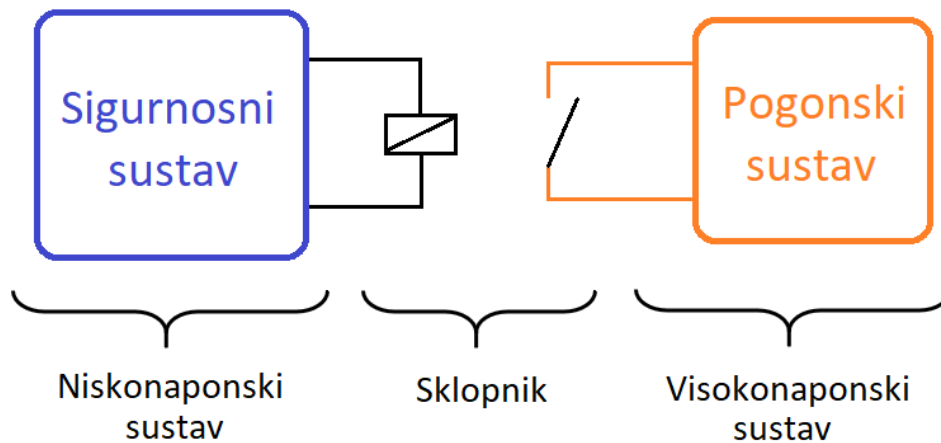 Sigurnosni
sustav
Pogonski
sustav
Niskonaponski
sustav
Sklopnik
Visokonaponski
sustav